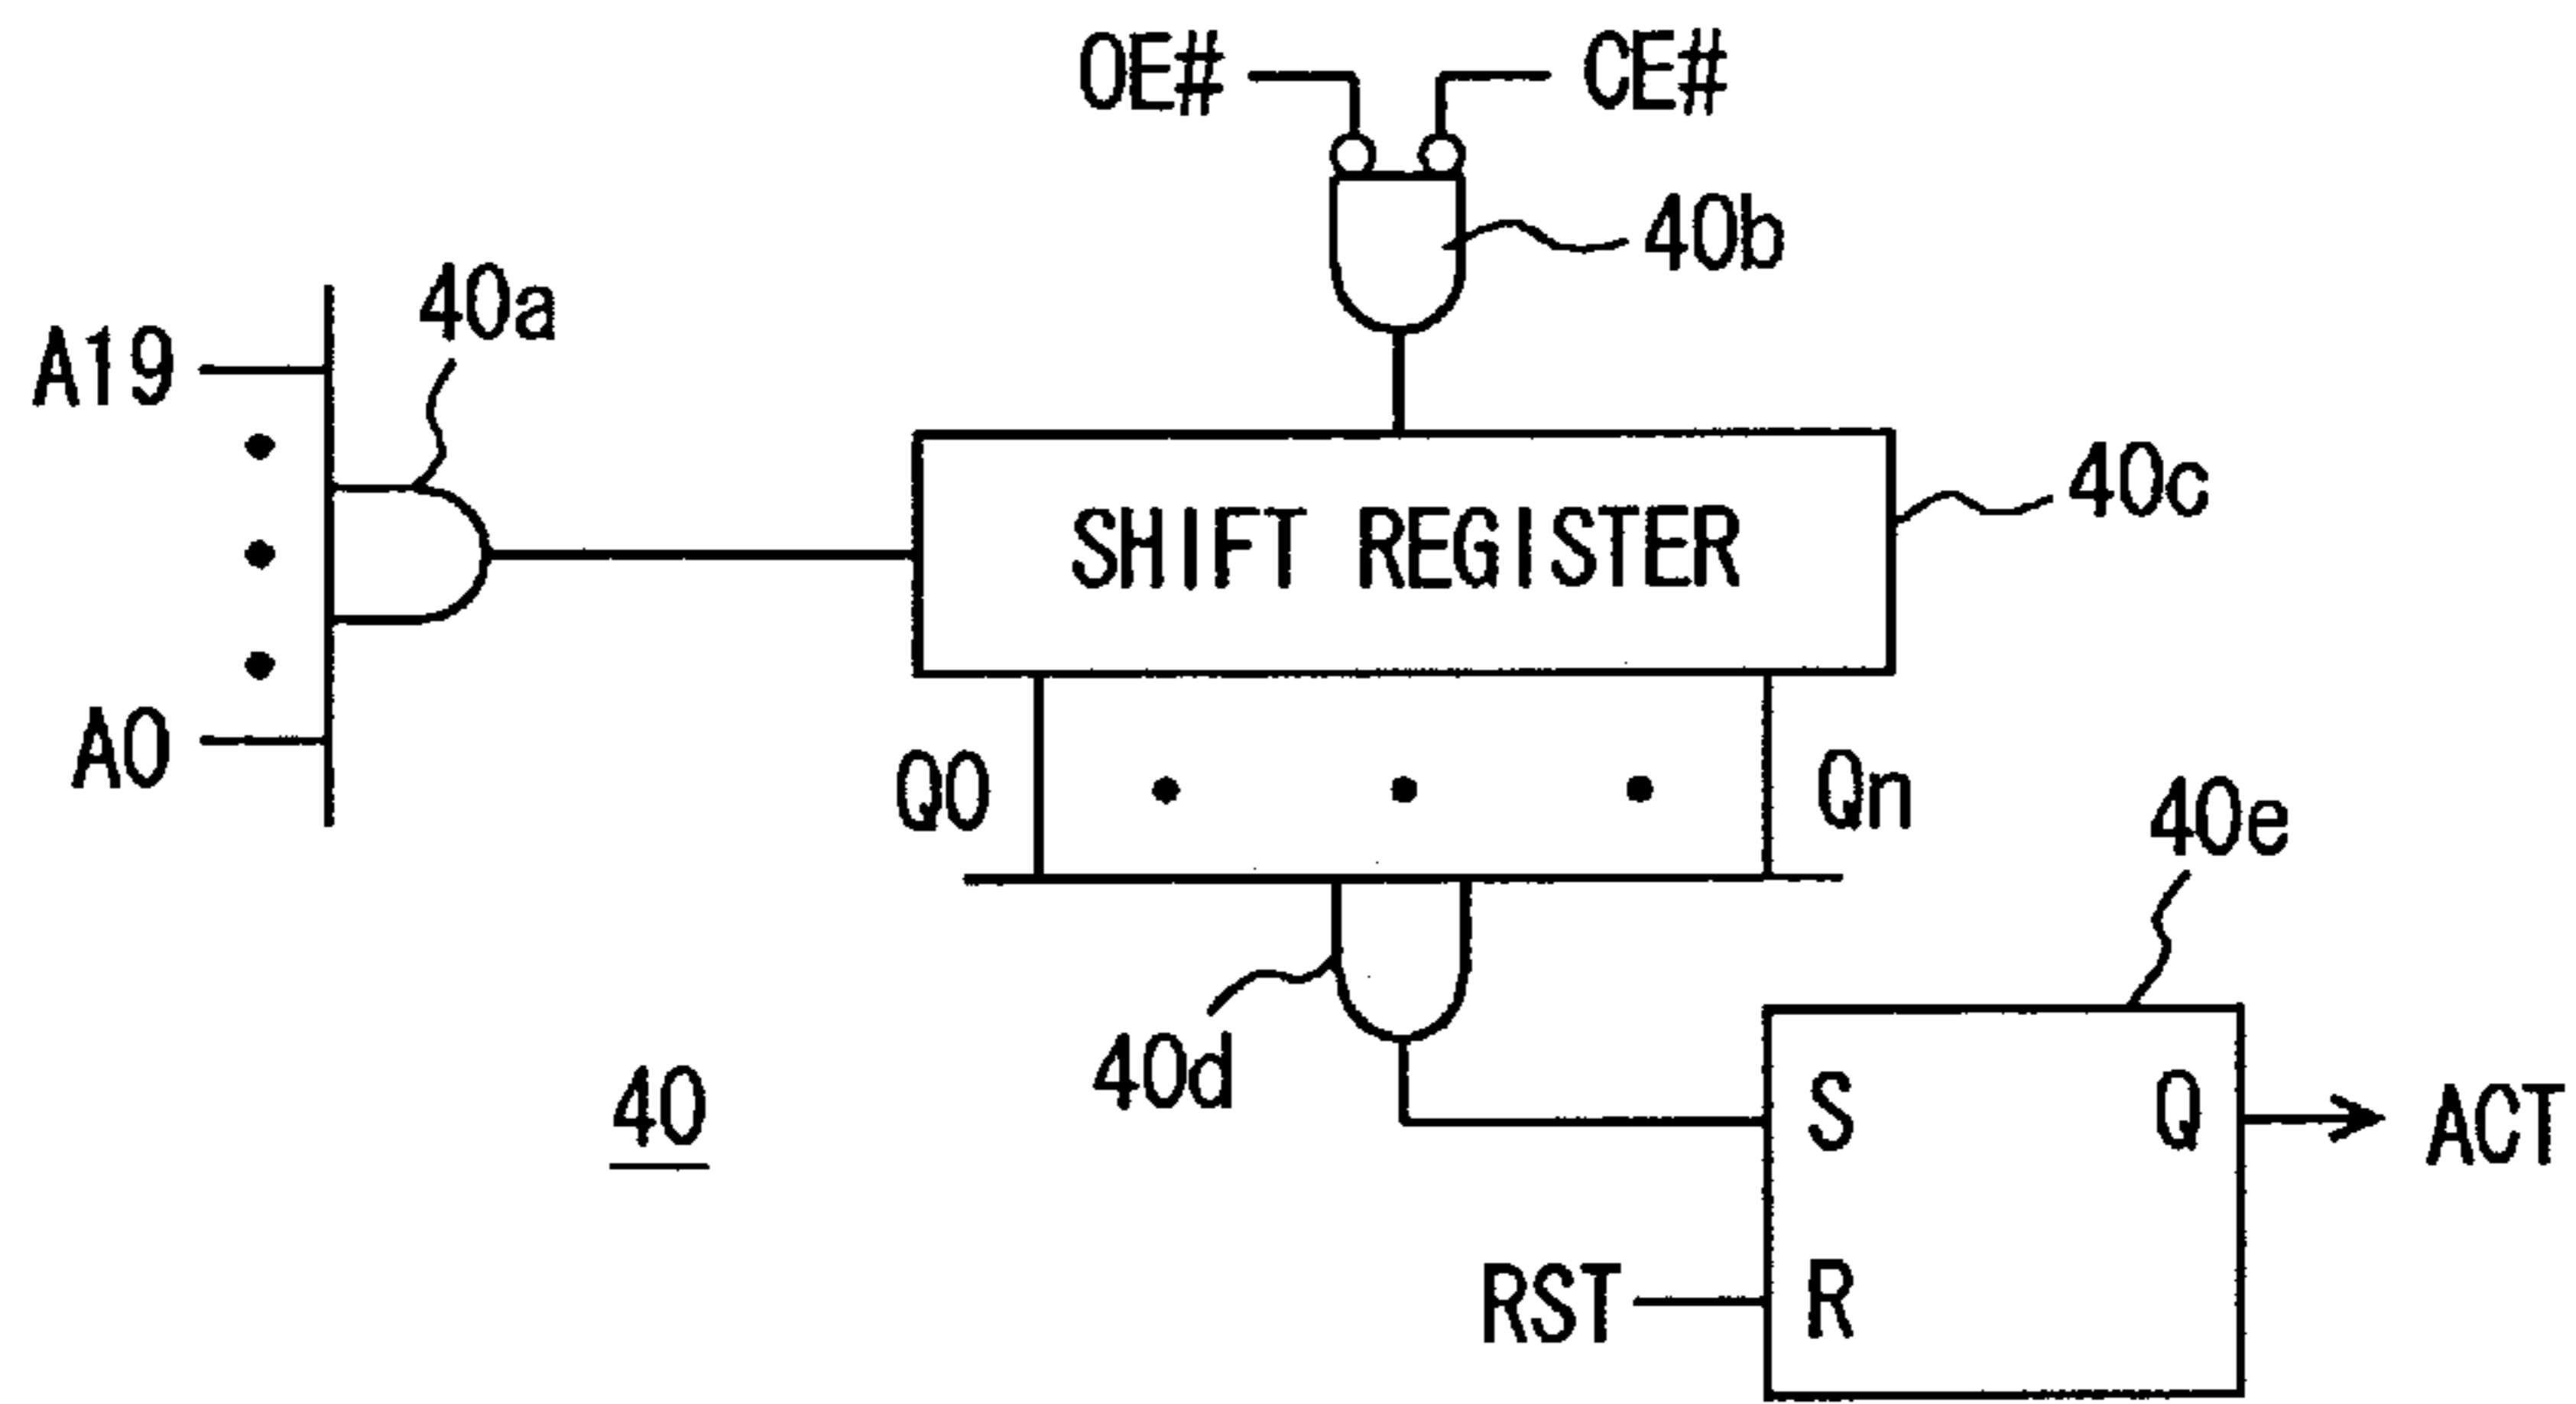 OE# CE#
40b
40a
A19
40c
SHIFT REGISTER
A0
Q0 Qn
40e
40d
40
S Q ACT
RST R